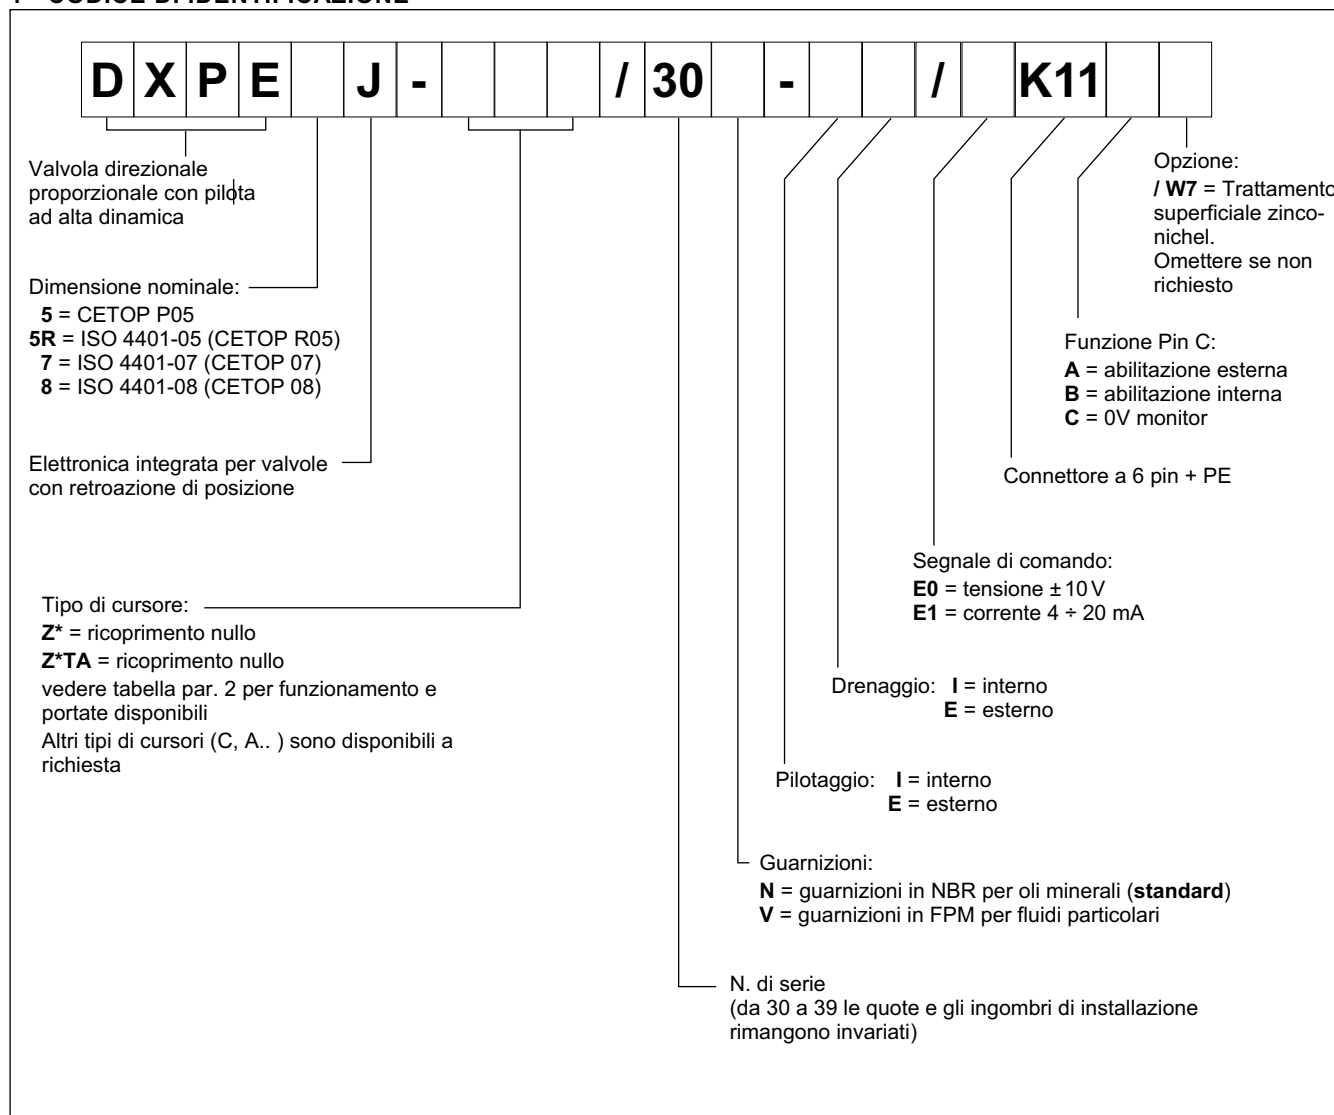 D X P E J - / 30 - / K11
Valvola direzionale
proporzionale con pilota
ad alta dinamica
Dimensione nominale:
5 = CETOP P05
5R = ISO 4401-05 (CETOP R05)
7 = ISO 4401-07 (CETOP 07)
8 = ISO 4401-08 (CETOP 08)
Elettronica integrata per valvole
con retroazione di posizione
Tipo di cursore:
Z* = ricoprimento nullo
Z*TA = ricoprimento nullo
vedere tabella par. 2 per funzionamento e
portate disponibili
Altri tipi di cursori (C, A.. ) sono disponibili a
richiesta
Opzione:
/ W7 = Trattamento
superficiale zinco-
nichel.
Omettere se non
richiesto
Funzione Pin C:
A = abilitazione esterna
B = abilitazione interna
C = 0V monitor
Connettore a 6 pin + PE
Segnale di comando:
E0 = tensione ±10 V
E1 = corrente 4 ÷ 20 mA
Drenaggio: I = interno
E = esterno
Pilotaggio: I = interno
E = esterno
Guarnizioni:
N = guarnizioni in NBR per oli minerali (standard)
V = guarnizioni in FPM per fluidi particolari
N. di serie
(da 30 a 39 le quote e gli ingombri di installazione
rimangono invariati)